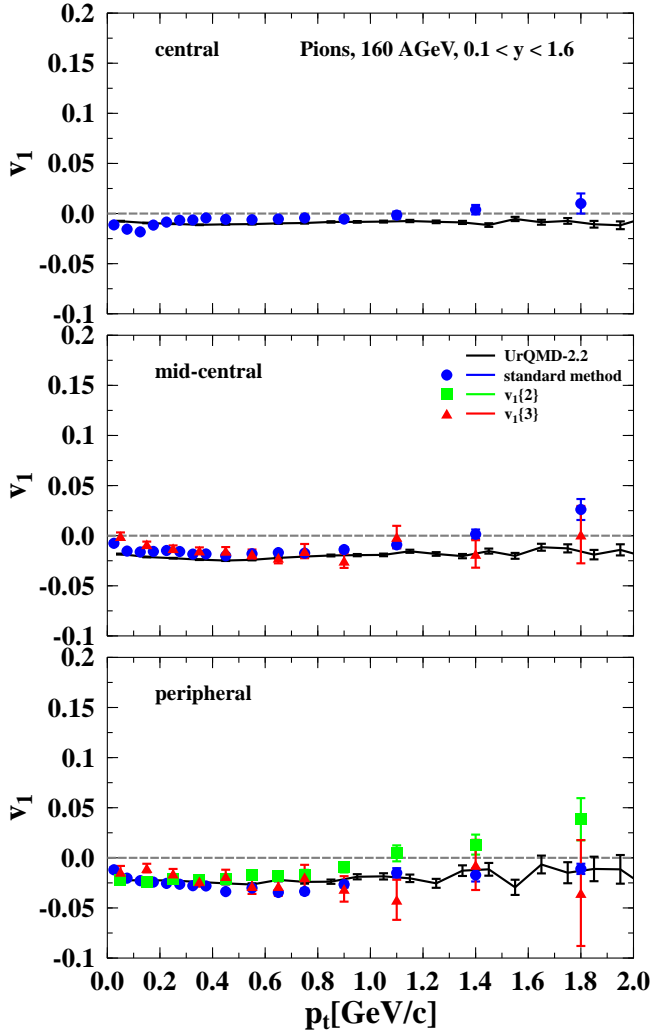 0.2
central Pions, 160 AGeV, 0.1 < y < 1.6
0.15
0.1
v1
0.05
0.0
-0.05
-0.1
0.2
UrQMD-2.2
mid-central
standard method
0.15
v1{2}
v1{3}
0.1
v1
0.05
0.0
-0.05
-0.1
0.2
peripheral
0.15
0.1
v1
0.05
0.0
-0.05
-0.1
0.0 0.2 0.4 0.6 0.8 1.0 1.2 1.4 1.6 1.8 2.0
pt[GeV/c]